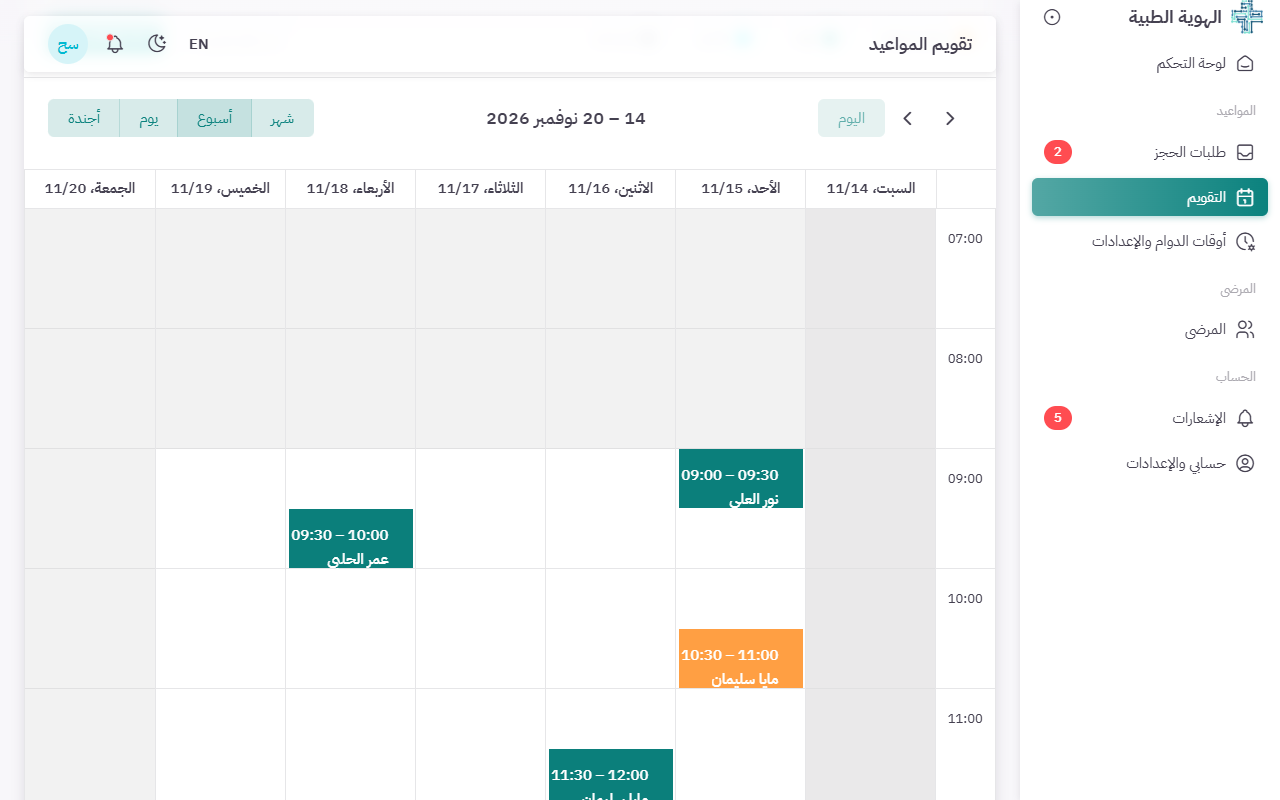 الهوية الطبية
لوحة التحكم
المواعيد
طلبات الحجز
2
التقويم
أوقات الدوام والإعدادات
المرضى
المرضى
الحساب
الإشعارات
5
حسابي والإعدادات
تقويم المواعيد
EN
سح
اليوم
14 – 20 نوفمبر 2026
شهر
أسبوع
يوم
أجندة
السبت، 11/14
الأحد، 11/15
الاثنين، 11/16
الثلاثاء، 11/17
الأربعاء، 11/18
الخميس، 11/19
الجمعة، 11/20
07:00
08:00
09:00
09:00 – 09:30
نور العلي
09:30 – 10:00
عمر الحلبي
10:00
10:30 – 11:00
مايا سليمان
11:00
11:30 – 12:00
مايا سليمان